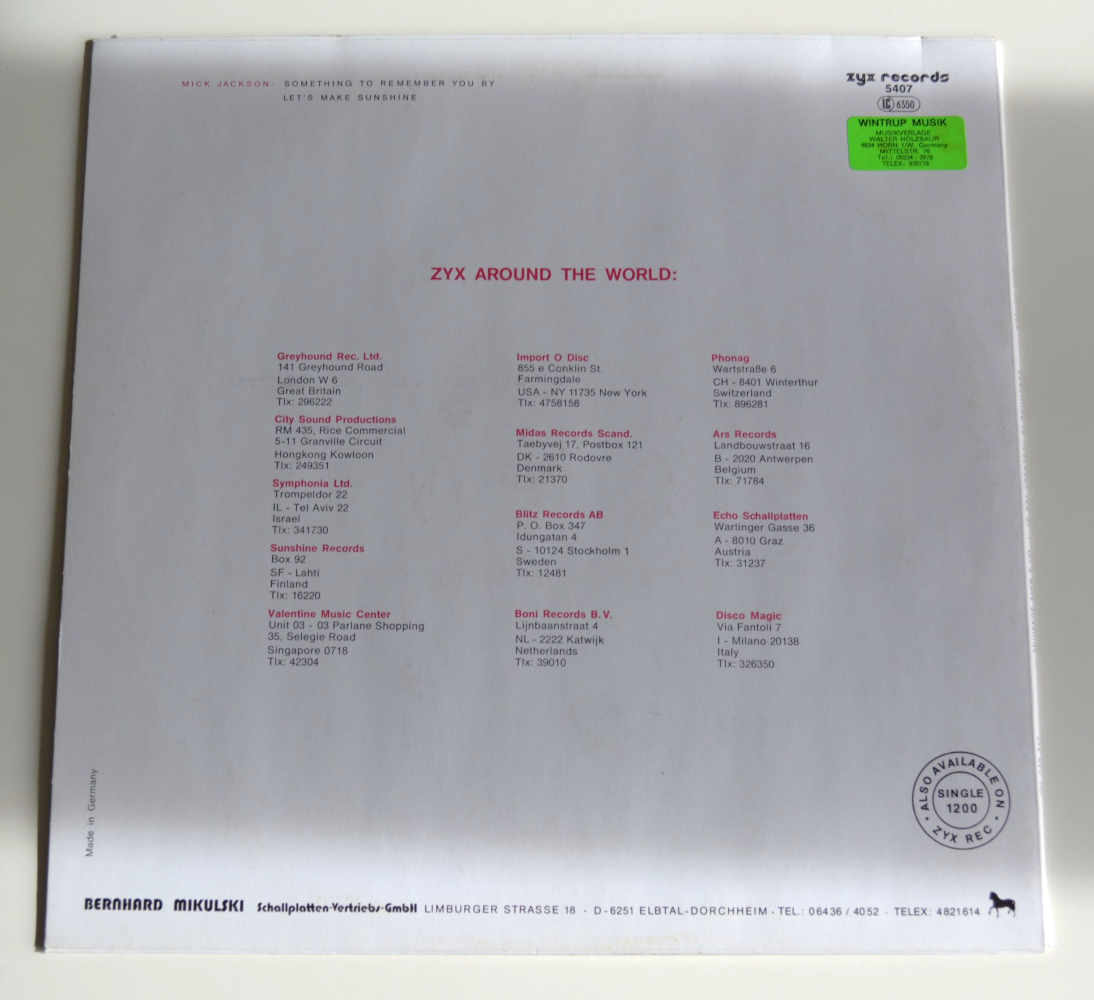 MICK JACKSON: SOMETHING TO REMEMBER YOU BY
LET'S MAKE SUNSHINE
zyx records
5407
LC 6350
WINTRUP MUSIK
MUSIKVERLAGE
WALTER HOLZBAUR
MITTELSTR.
Tel.:
TELEX:
ZYX AROUND THE WORLD:
Greyhound Rec. Ltd.
141 Greyhound Road
London W 6
Great Britain
Tlx: 296222
City Sound Productions
RM 435, Rice Commercial
5-11 Granville Circuit
Hongkong Kowloon
Tlx: 249351
Symphonia Ltd.
Trompeldor 22
IL - Tel Aviv 22
Israel
Tlx: 341730
Sunshine Records
Box 92
SF - Lahti
Finland
Tlx: 16220
Valentine Music Center
Unit 03 - 03 Parlane Shopping
35, Selegie Road
Singapore 0718
Tlx: 42304
Import O Disc
855 e Conklin St.
Farmingdale
USA - NY 11735 New York
Tlx: 4758158
Midas Records Scand.
Taebyvej 17, Postbox 121
DK - 2610 Rodovre
Denmark
Tlx: 21370
Blitz Records AB
P. O. Box 347
Idungatan 4
S - 10124 Stockholm 1
Sweden
Tlx: 12481
Boni Records B.V.
Lijnbaanstraat 4
NL - 2222 Katwijk
Netherlands
Tlx: 39010
Phonag
Wartstraße 6
CH - 8401 Winterthur
Switzerland
Tlx: 896281
Ars Records
Landbouwstraat 16
B - 2020 Antwerpen
Belgium
Tlx: 71784
Echo Schallplatten
Wartinger Gasse 36
A - 8010 Graz
Austria
Tlx: 31237
Disco Magic
Via Fantoli 7
I - Milano 20138
Italy
Tlx: 326350
ALSO AVAILABLE ON
SINGLE
1200
ZYX REC.
Made in Germany
BERNHARD MIKULSKI Schallplatten-Vertriebs-GmbH LIMBURGER STRASSE 18 - D-6251 ELBTAL-DORCHHEIM - TEL.: 06436 / 4052 - TELEX: 4821614